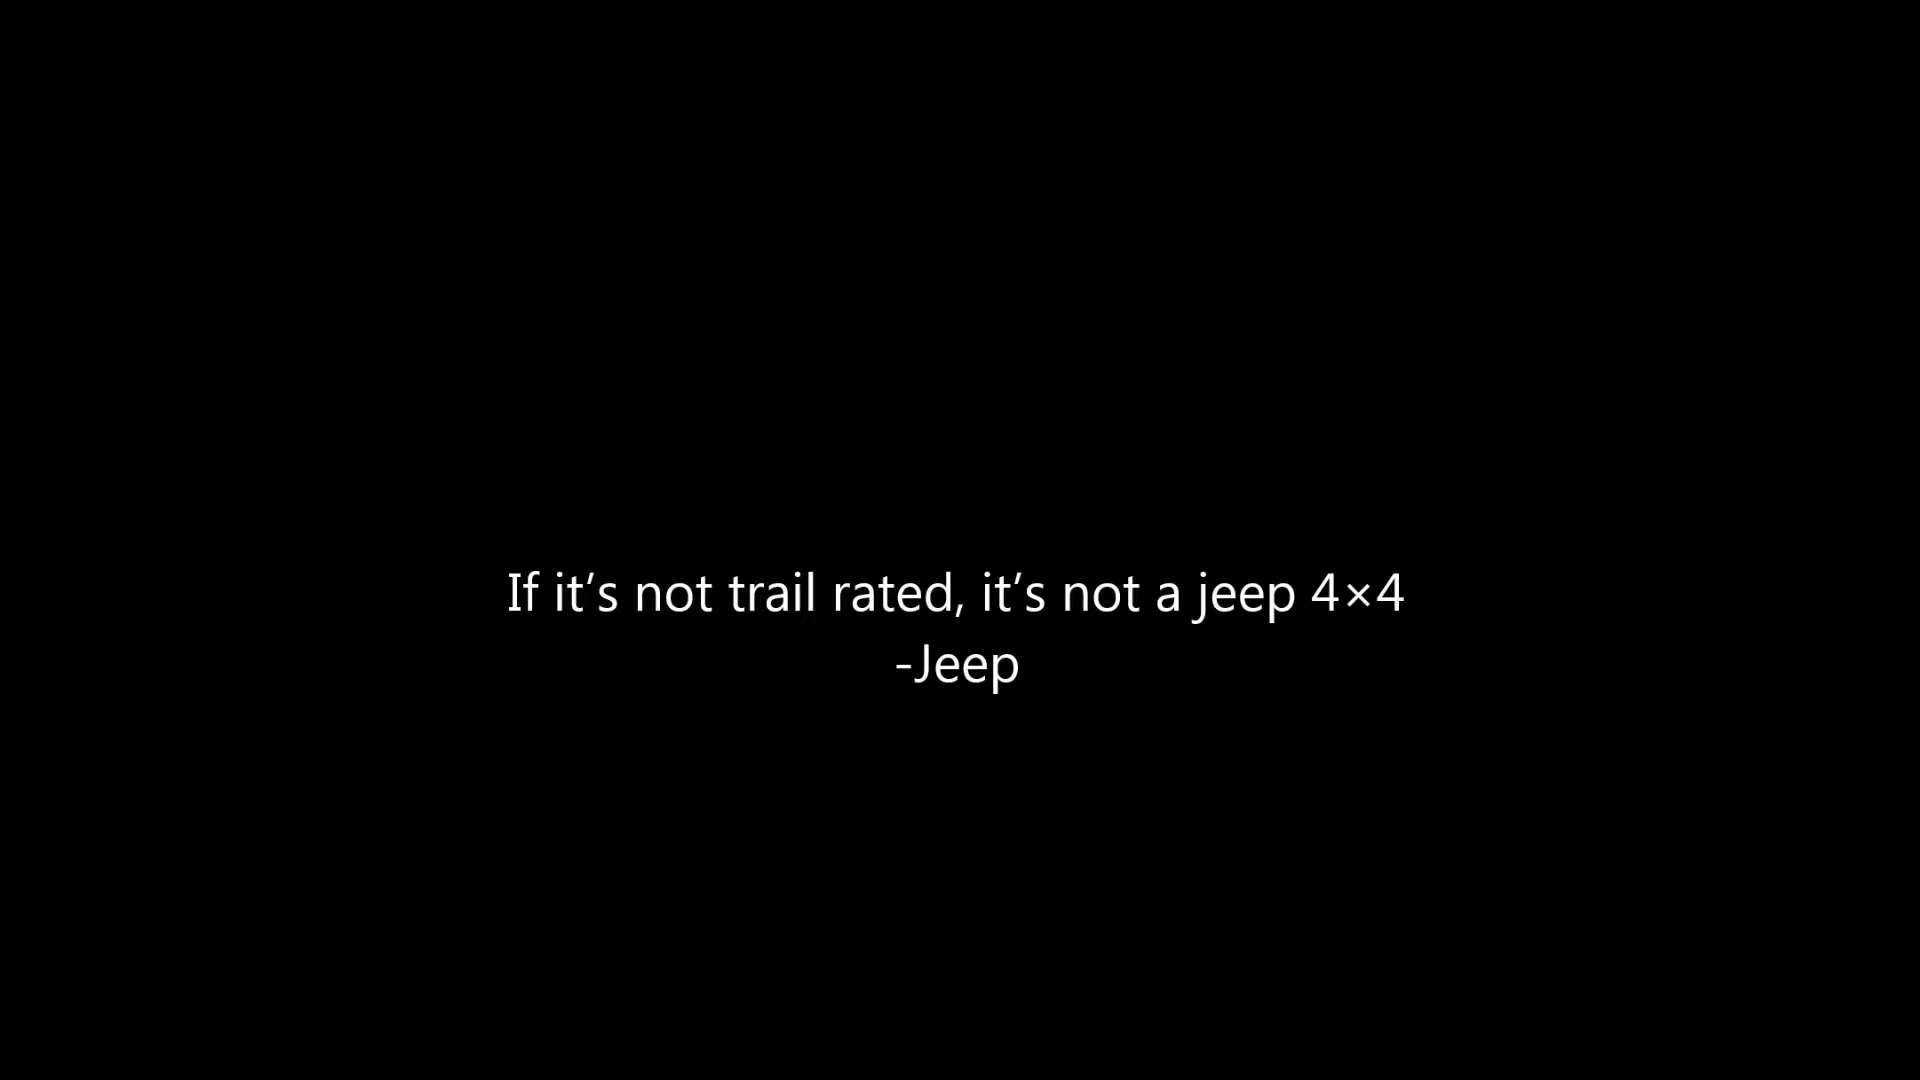 If it’s not trail rated, it’s not a jeep 4×4
-Jeep